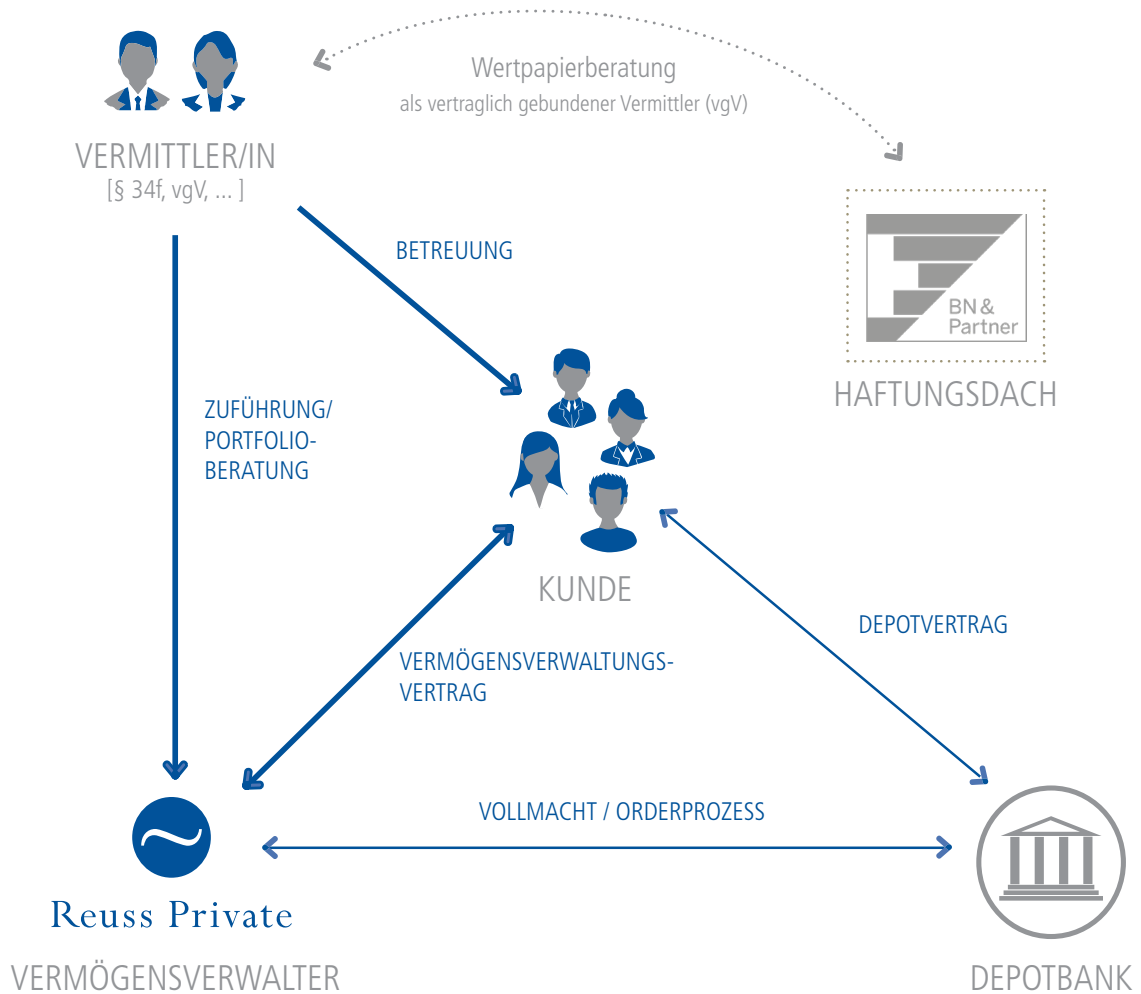 Wertpapierberatung
als vertraglich gebundener Vermittler (vgV)
VERMITTLER/IN
[§ 34f, vgV, ... ]
BETREUUNG
BN &
Partner
HAFTUNGSDACH
ZUFÜHRUNG/
PORTFOLIO-
BERATUNG
KUNDE
DEPOTVERTRAG
VERMÖGENSVERWALTUNGS-
VERTRAG
VOLLMACHT / ORDERPROZESS
Reuss Private
VERMÖGENSVERWALTER
DEPOTBANK